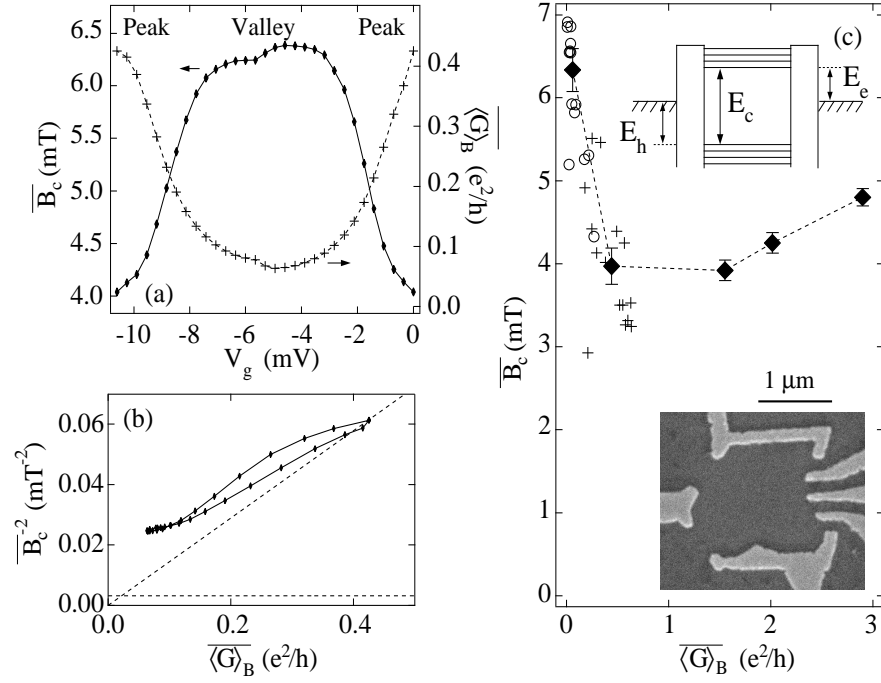 Peak Valley Peak
6.5
6.0
5.5
5.0
4.5
4.0
B_c (mT)
0.4
0.3
0.2
0.1
0.0
⟨G⟩_B (e²/h)
(a)
-10 -8 -6 -4 -2 0
V_g (mV)
(b)
0.06
0.04
0.02
0.00
B_c^-2 (mT^-2)
0.0 0.2 0.4
⟨G⟩_B (e²/h)
(c)
7
6
5
4
3
2
1
0
B_c (mT)
E_e
E_c
E_h
1 μm
0 1 2 3
⟨G⟩_B (e²/h)